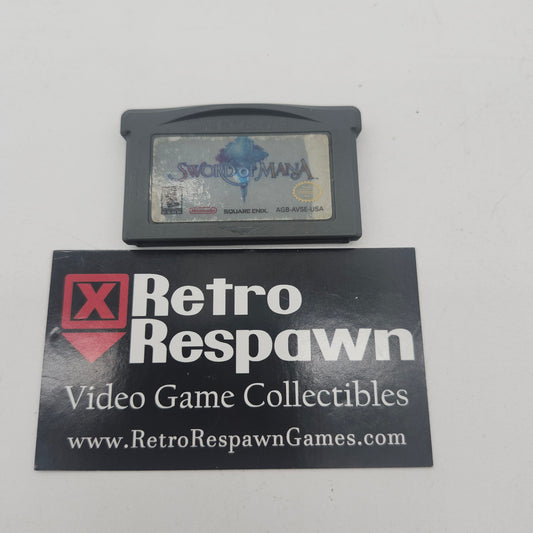 SWORD OF MANA
Nintendo SQUARE ENIX AGB-AVSE-USA
X Retro
Respawn
Video Game Collectibles
www.RetroRespawnGames.com